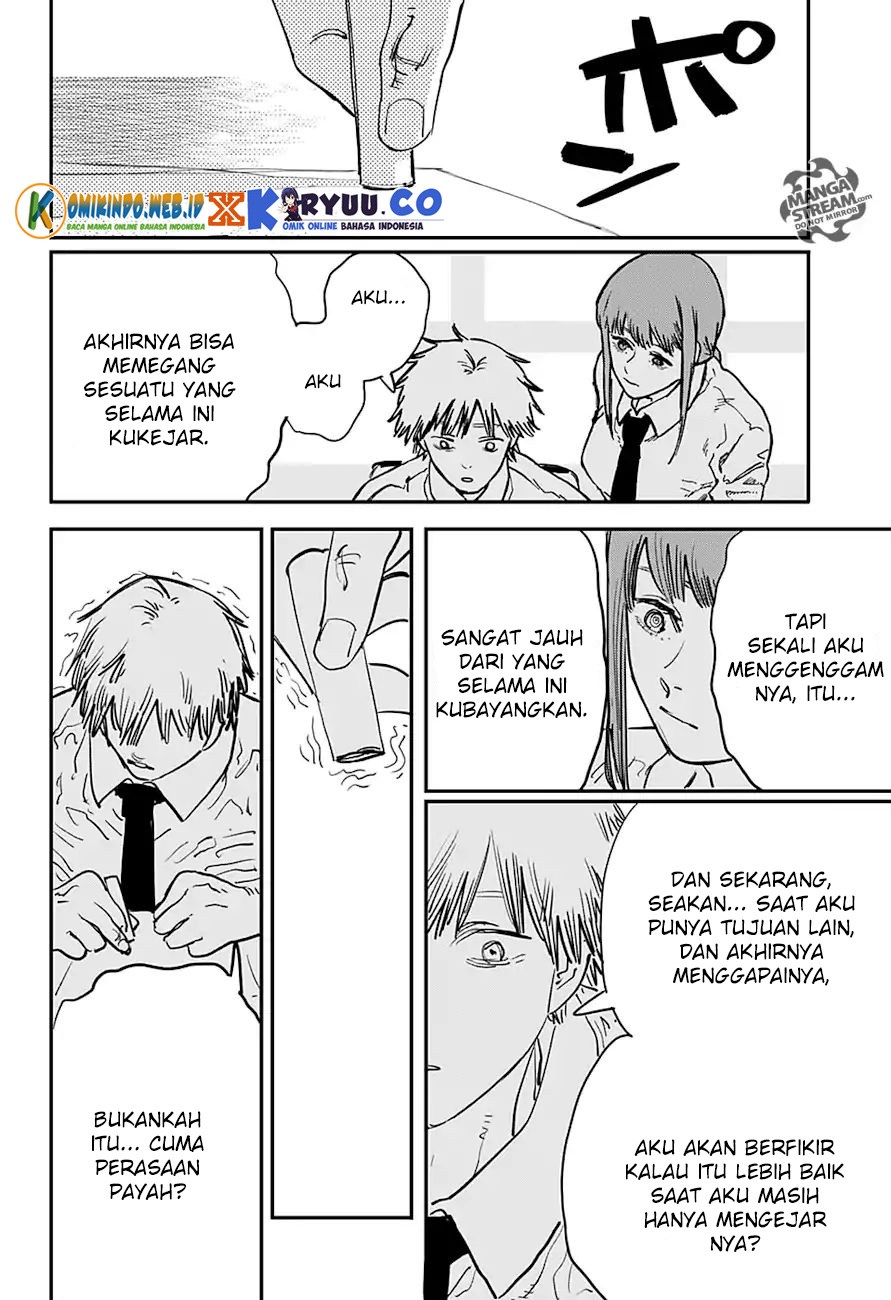 ポン
MANGA
STREAM.COM
DO NOT MIRROR
KOMIKINDO.WEB.ID X KIRYUU.CO
BACA MANGA ONLINE BAHASA INDONESIA
OMIK ONLINE BAHASA INDONESIA
AKU...
AKU
AKHIRNYA BISA
MEMEGANG
SESUATU YANG
SELAMA INI
KUKEJAR.
TAPI
SEKALI AKU
MENGGENGGAM
NYA, ITU...
SANGAT JAUH
DARI YANG
SELAMA INI
KUBAYANGKAN.
DAN SEKARANG,
SEAKAN... SAAT AKU
PUNYA TUJUAN LAIN,
DAN AKHIRNYA
MENGGAPAINYA,
AKU AKAN BERFIKIR
KALAU ITU LEBIH BAIK
SAAT AKU MASIH
HANYA MENGEJAR
NYA?
BUKANKAH
ITU... CUMA
PERASAAN
PAYAH?